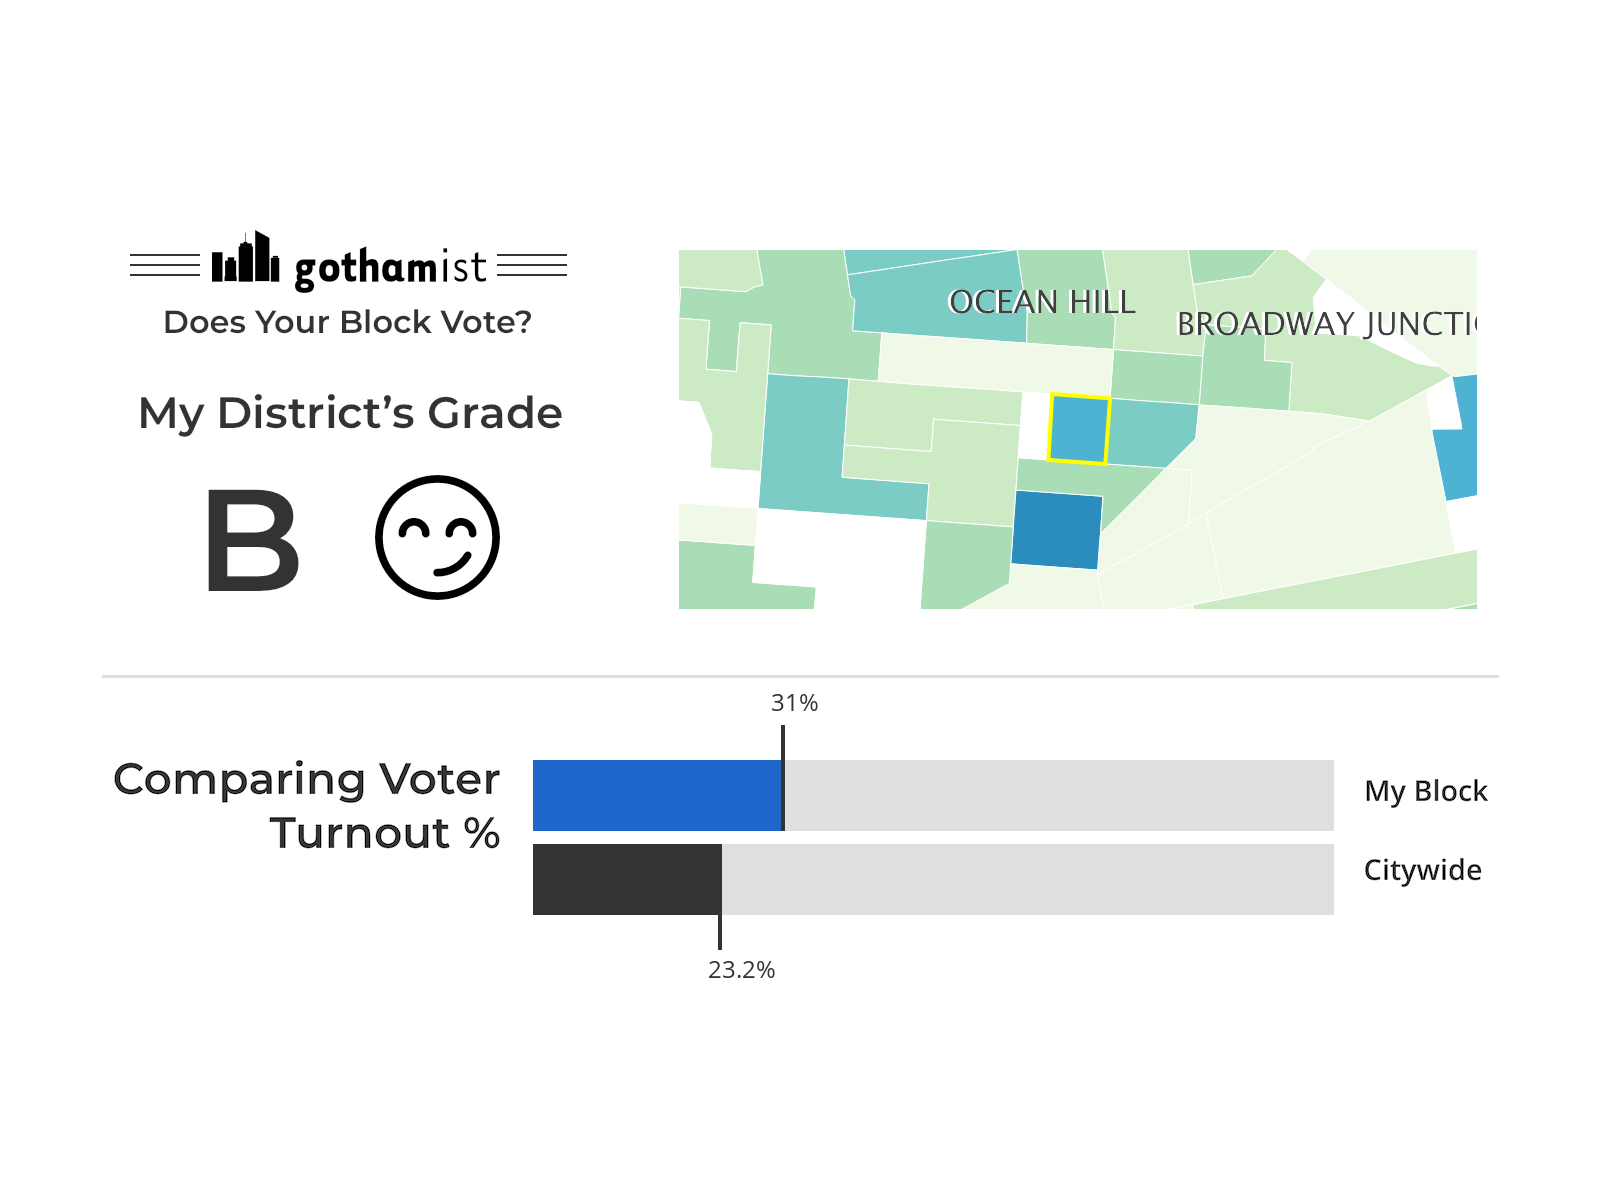 gothamist
Does Your Block Vote?
My District's Grade
B
OCEAN HILL
BROADWAY JUNCTI
31%
Comparing Voter
Turnout %
My Block
Citywide
23.2%